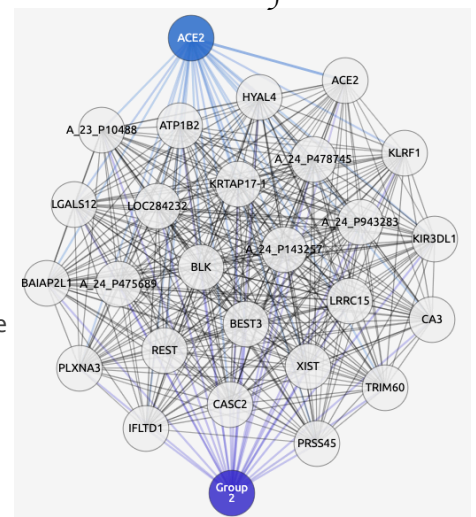 ACE2
ACE2
HYAL4
A_23_P10488
ATP1B2
A_24_P478745
KLRF1
KRTAP17-1
LGALS12
LOC284232
A_24_P943283
A_24_P143257
KIR3DL1
BLK
BAIAP2L1
A_24_P475689
LRRC15
CA3
BEST3
REST
PLXNA3
XIST
TRIM60
CASC2
IFLTD1
PRSS45
Group
2